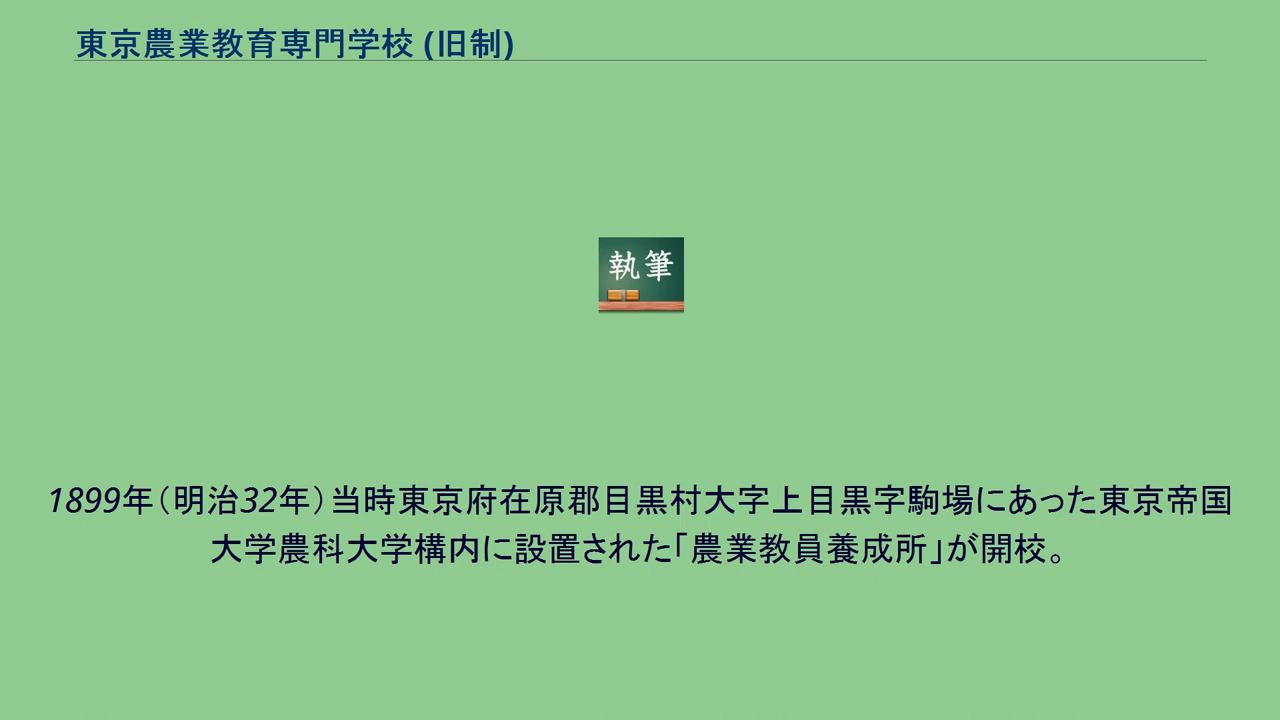 東京農業教育専門学校 (旧制)
執筆
1899年（明治32年）当時東京府在原郡目黒村大字上目黒字駒場にあった東京帝国
大学農科大学構内に設置された「農業教員養成所」が開校。